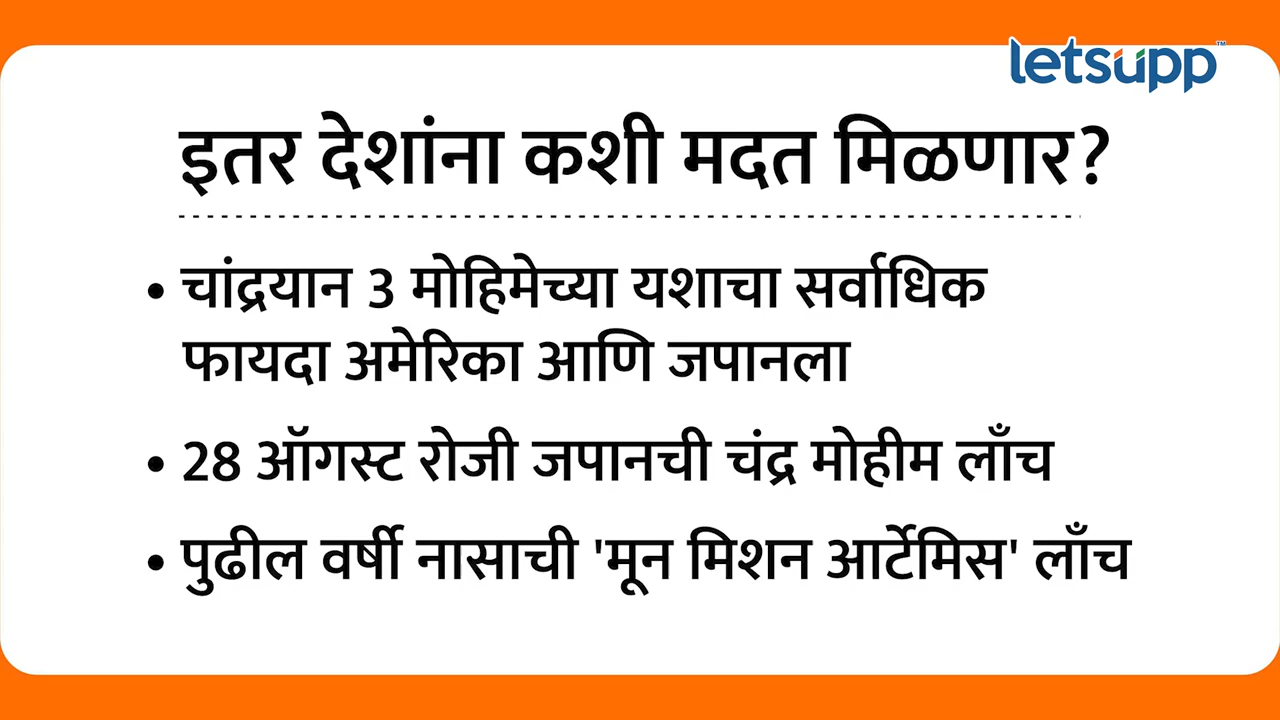 letsupp™
इतर देशांना कशी मदत मिळणार?
• चांद्रयान 3 मोहिमेच्या यशाचा सर्वाधिक
फायदा अमेरिका आणि जपानला
• 28 ऑगस्ट रोजी जपानची चंद्र मोहीम लाँच
• पुढील वर्षी नासाची 'मून मिशन आर्टेमिस' लाँच